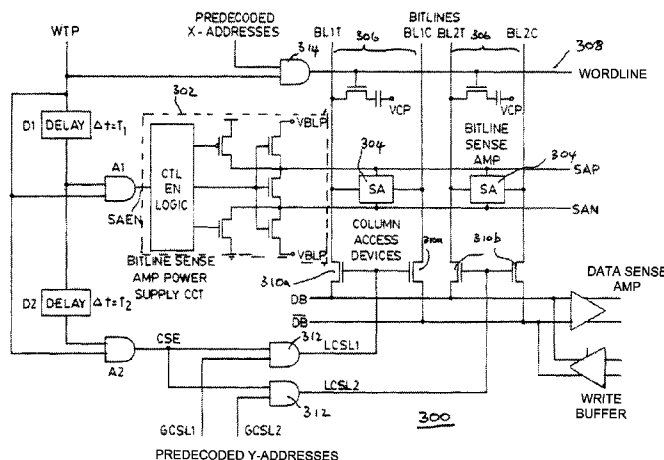 PREDECODED
X-ADDRESSES
BITLINES
BL1T
306
BL1C
BL2T
306
BL2C
WTP
314
308
WORDLINE
302
VBLP
VCP
VCP
D1
DELAY
Δt=T1
A1
CTL
EN
LOGIC
SAEN
304
SA
BITLINE
SENSE
AMP
304
SA
SAP
SAN
COLUMN
ACCESS
DEVICES
VBLP
BITLINE SENSE
AMP POWER
SUPPLY CCT
310a
310a
310b
DATA SENSE
AMP
DB
DB
D2
DELAY
Δt=T2
CSE
A2
312
LCSL1
312
LCSL2
300
WRITE
BUFFER
GCSL1
GCSL2
PREDECODED Y-ADDRESSES